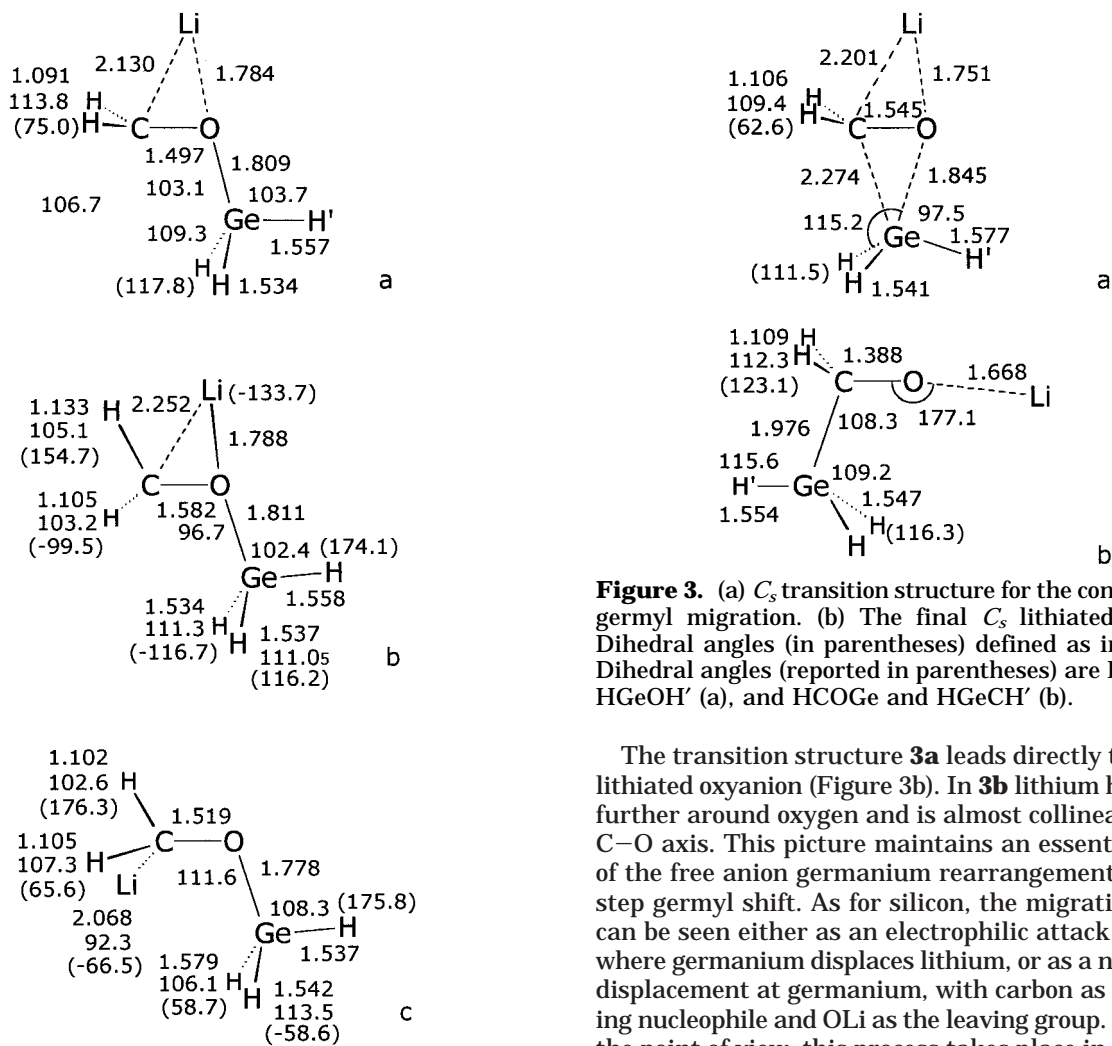 Li
2.130
1.784
1.091
113.8 H
(75.0) H
C
O
1.497
1.809
103.1
103.7
106.7
Ge
H'
109.3
1.557
H
(117.8) H 1.534
a
Li (-133.7)
1.133 H
2.252
105.1
(154.7)
1.788
C
O
1.105
103.2 H
(-99.5)
1.582
96.7
1.811
102.4 (174.1)
Ge
H
1.558
1.534
111.3 H
(-116.7) H
1.537
111.05
(116.2)
b
1.102
102.6 H
(176.3)
1.519
C
O
1.105
107.3 H
(65.6) Li
111.6
1.778
2.068
92.3
(-66.5)
108.3 (175.8)
Ge
H
1.537
1.579
106.1 H
(58.7) H
1.542
113.5
(-58.6)
c
Li
2.201
1.751
1.106
109.4 H
(62.6) H
C
1.545
O
2.274
1.845
115.2
97.5
Ge
1.577
H'
(111.5) H
H 1.541
a
1.109 H
112.3 H
(123.1)
1.388
C
O
1.668
Li
1.976
108.3
177.1
115.6
H'
Ge
109.2
1.554
1.547
H (116.3)
H
b
Figure 3. (a) Cs transition structure for the con
germyl migration. (b) The final Cs lithiated
Dihedral angles (in parentheses) defined as in
Dihedral angles (reported in parentheses) are
HGeOH′ (a), and HCOGe and HGeCH′ (b).
The transition structure 3a leads directly t
lithiated oxyanion (Figure 3b). In 3b lithium h
further around oxygen and is almost collinea
C−O axis. This picture maintains an essent
of the free anion germanium rearrangement
step germyl shift. As for silicon, the migrati
can be seen either as an electrophilic attack
where germanium displaces lithium, or as a n
displacement at germanium, with carbon as
ing nucleophile and OLi as the leaving group.
the point of view, this process takes place in